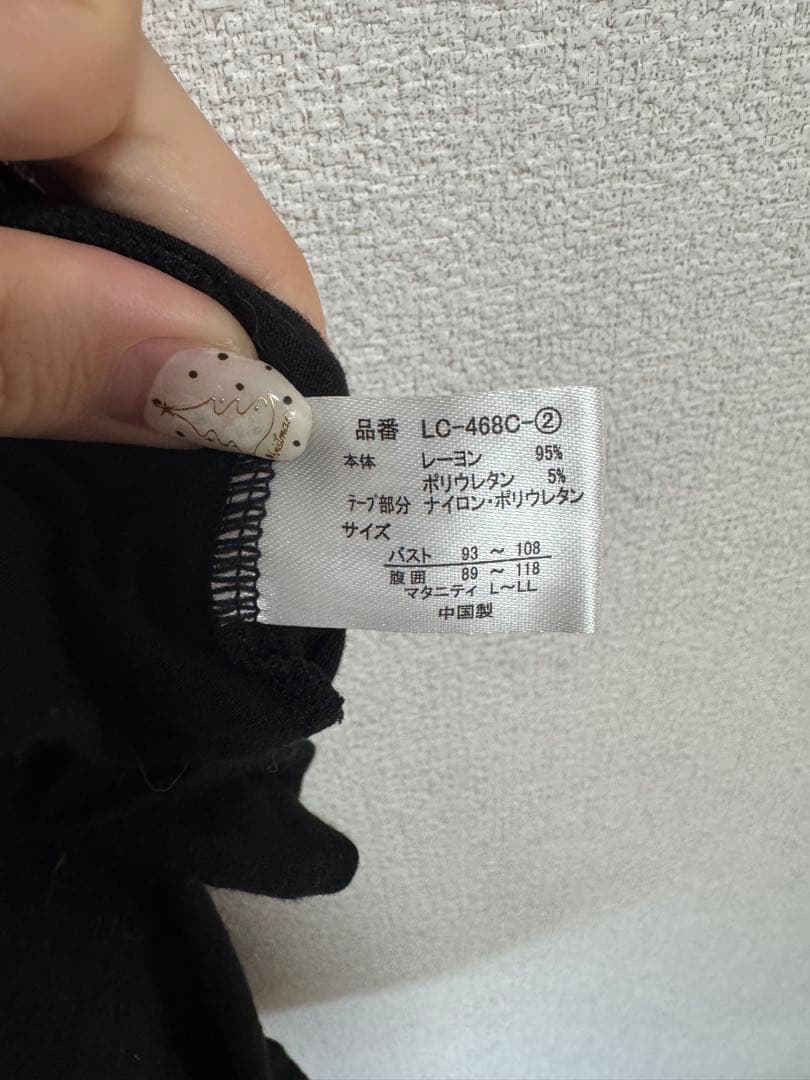 品番 LC-468C-②
本体 レーヨン 95%
ポリウレタン 5%
テープ部分 ナイロン・ポリウレタン
サイズ
バスト 93 ～ 108
腹囲 89 ～ 118
マタニティ L～LL
中国製